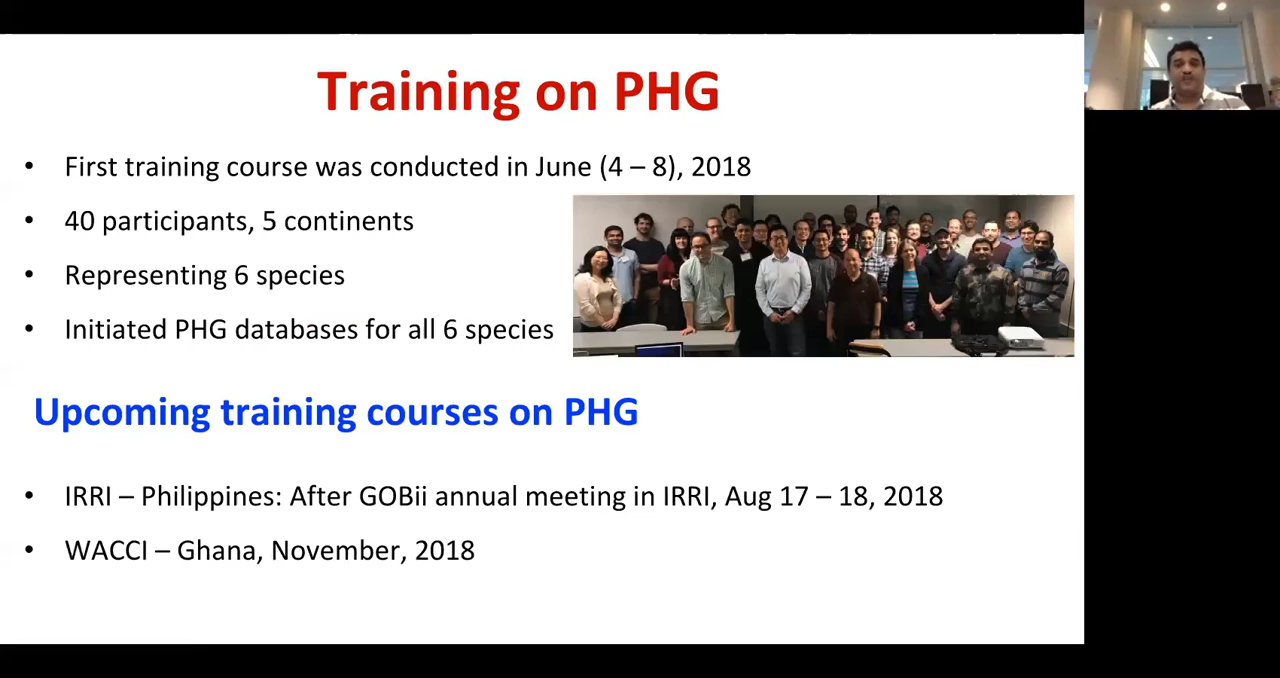 Training on PHG
• First training course was conducted in June (4 – 8), 2018
• 40 participants, 5 continents
• Representing 6 species
• Initiated PHG databases for all 6 species
Upcoming training courses on PHG
• IRRI – Philippines: After GOBii annual meeting in IRRI, Aug 17 – 18, 2018
• WACCI – Ghana, November, 2018